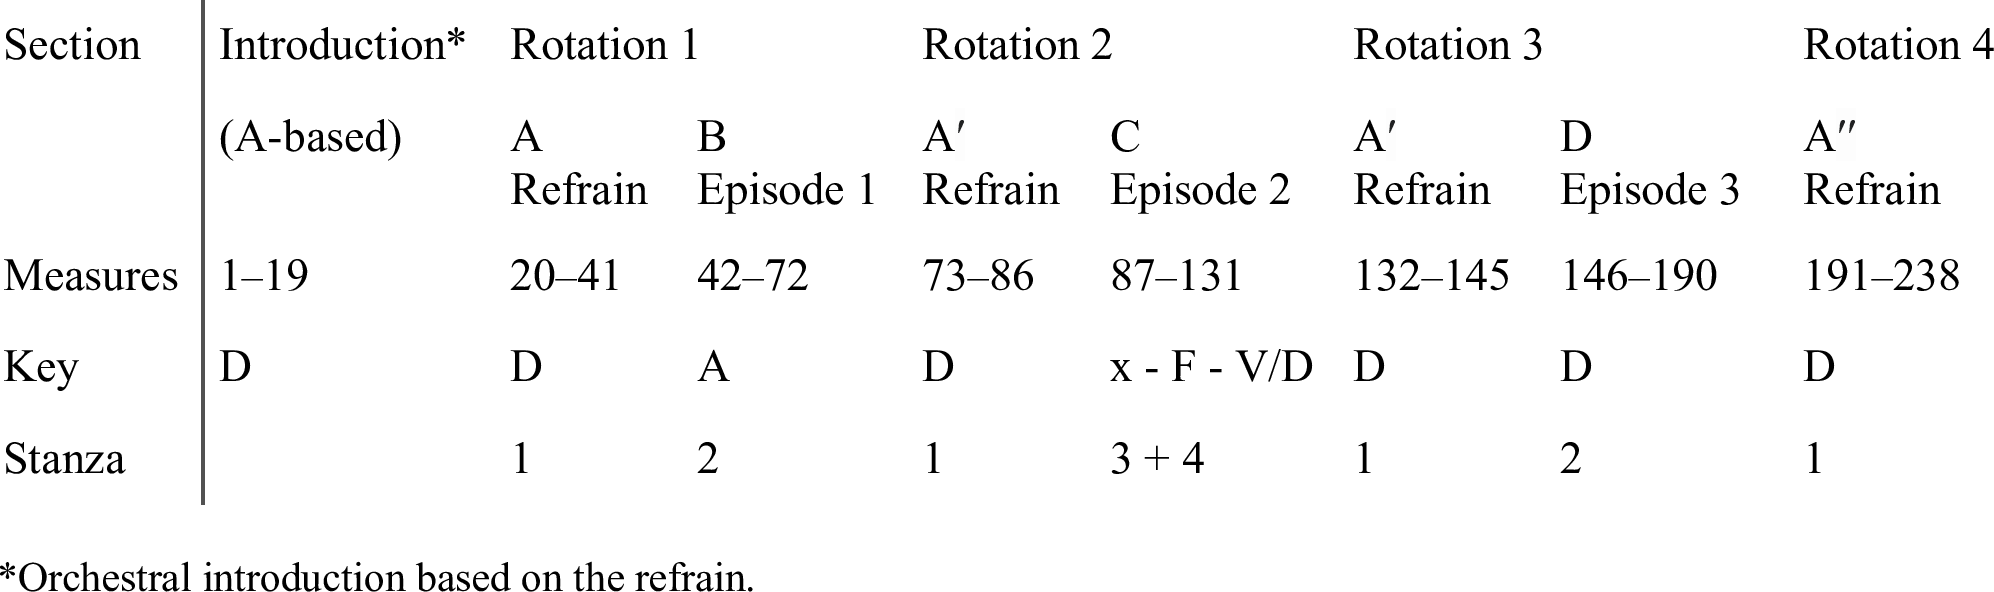 Section Introduction* Rotation 1 Rotation 2 Rotation 3 Rotation 4
(A-based) A B A′ C A′ D A″
Refrain Episode 1 Refrain Episode 2 Refrain Episode 3 Refrain
Measures 1–19 20–41 42–72 73–86 87–131 132–145 146–190 191–238
Key D D A D x - F - V/D D D D
Stanza 1 2 1 3 + 4 1 2 1
*Orchestral introduction based on the refrain.